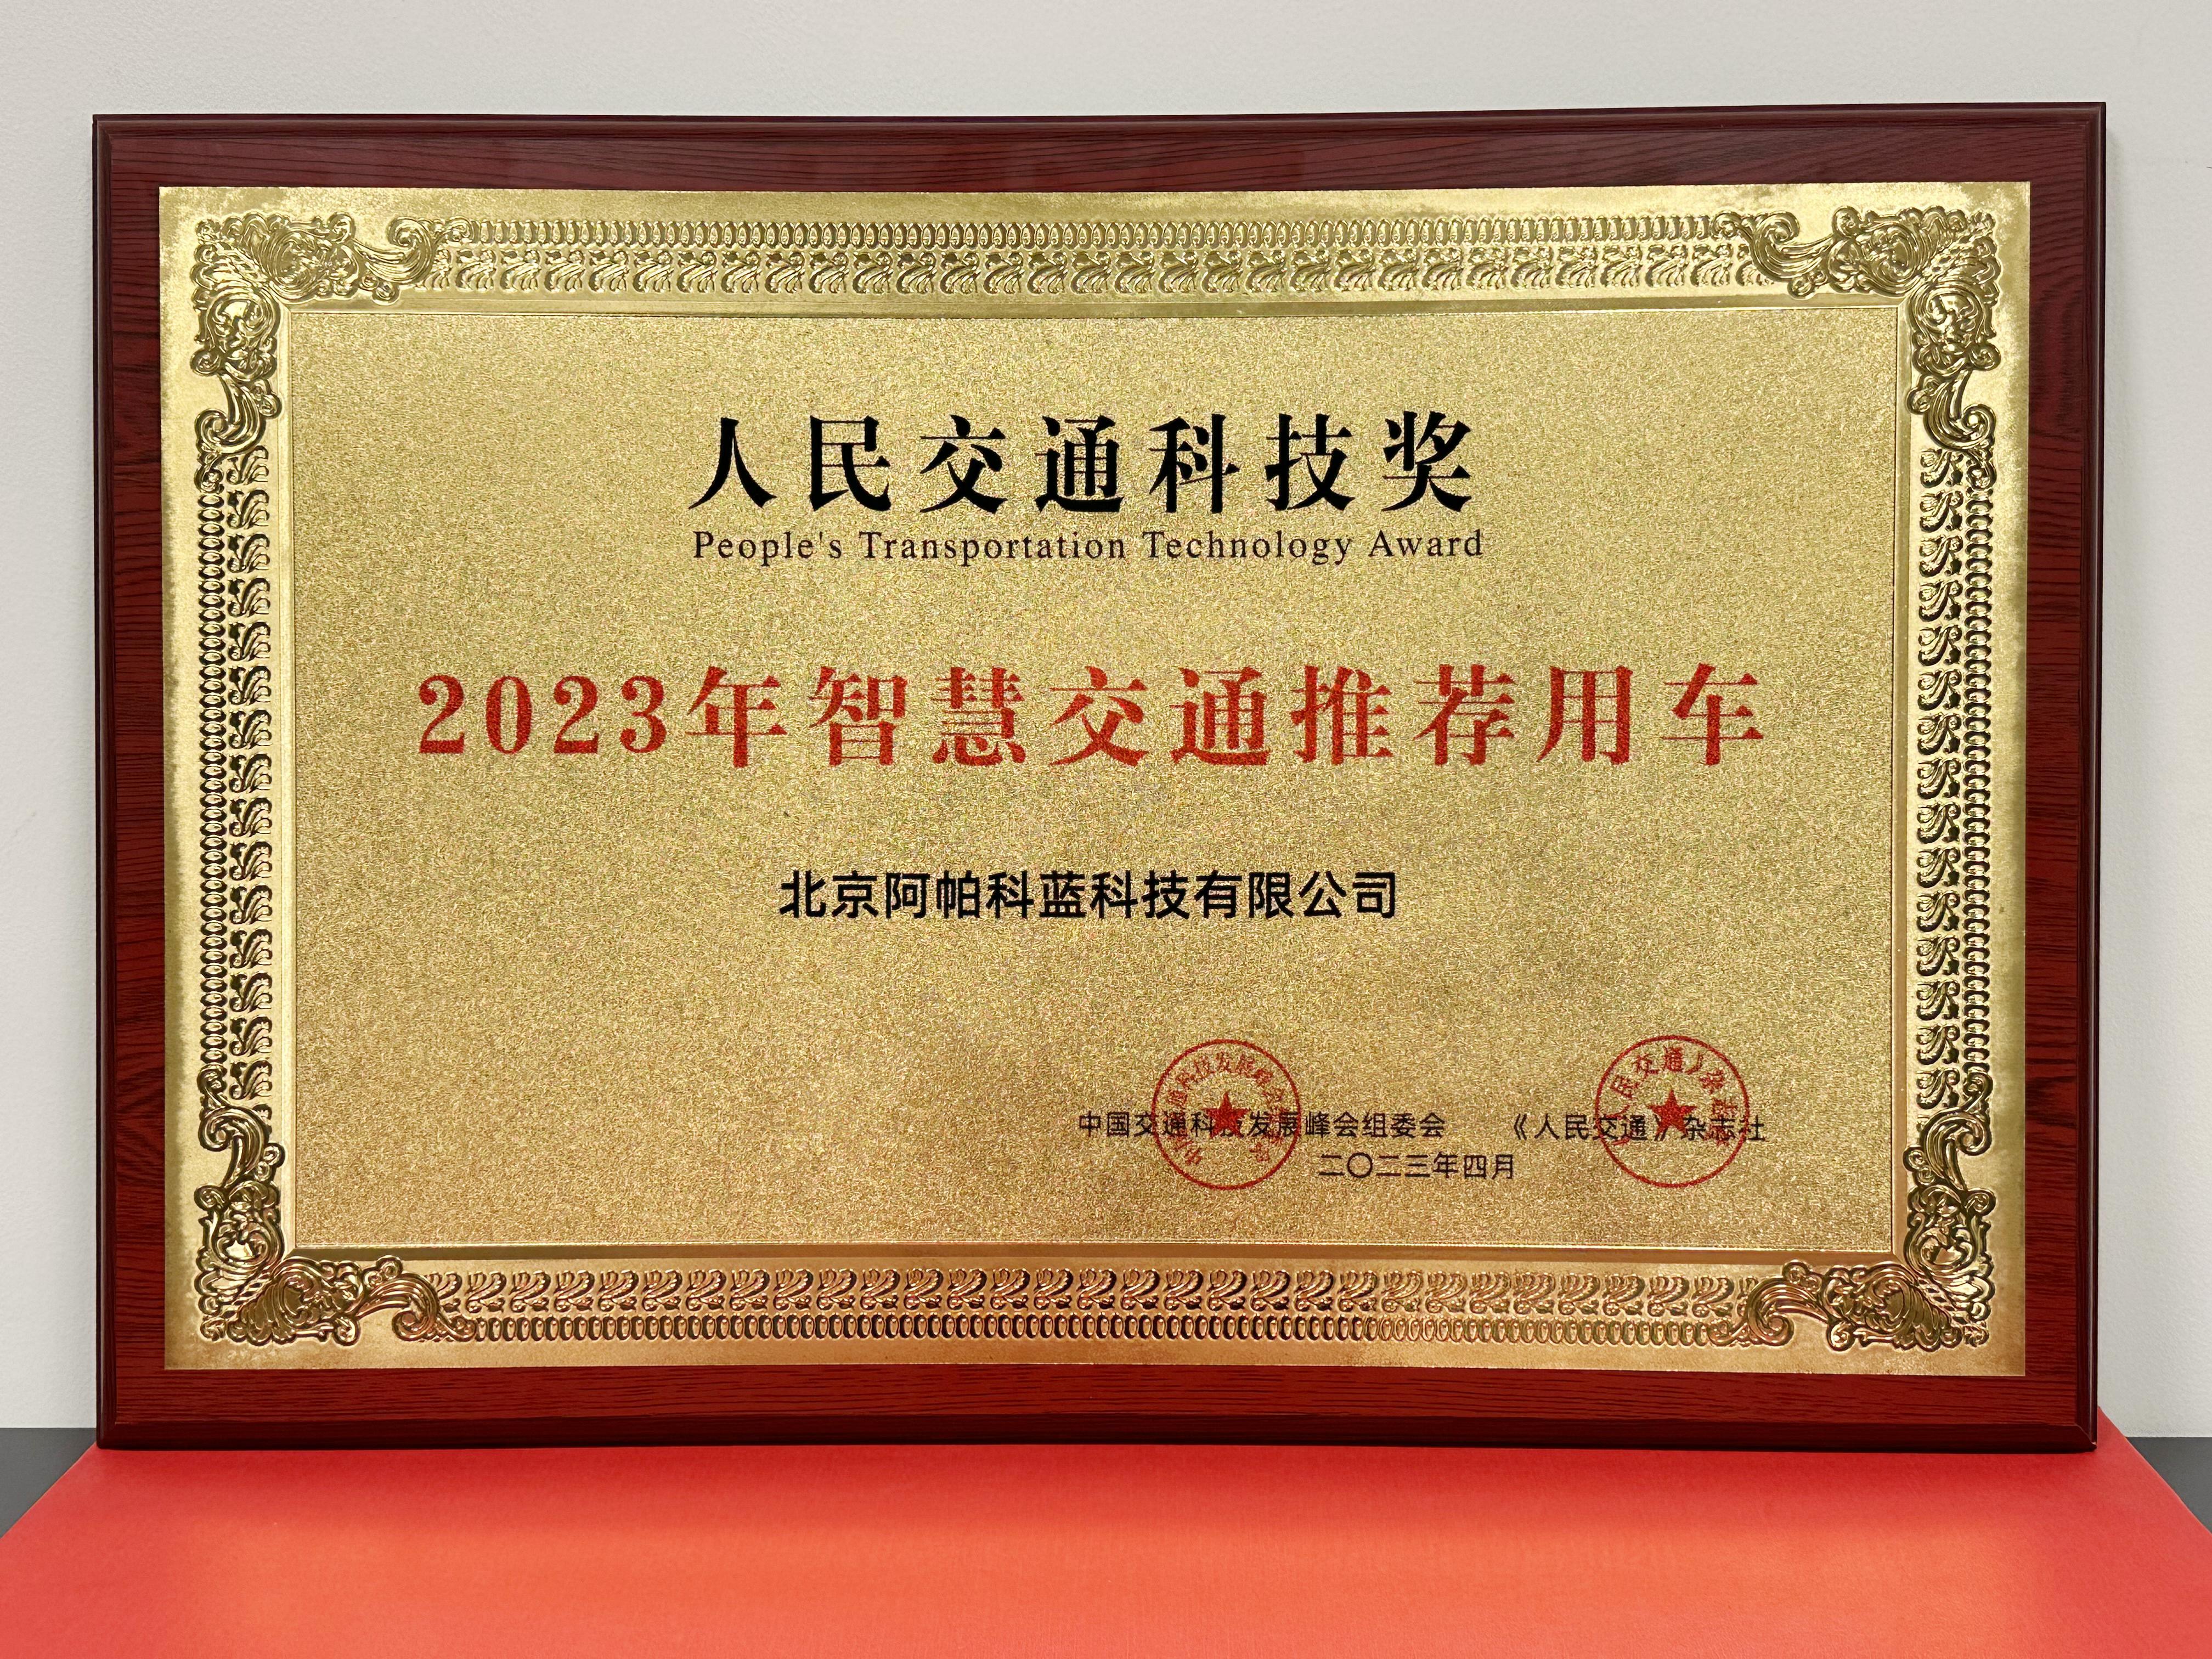 人民交通科技奖
People's Transportation Technology Award
2023年智慧交通推荐用车
北京阿帕科蓝科技有限公司
中国交通科技发展峰会组委会 《人民交通》杂志社
二〇二三年四月